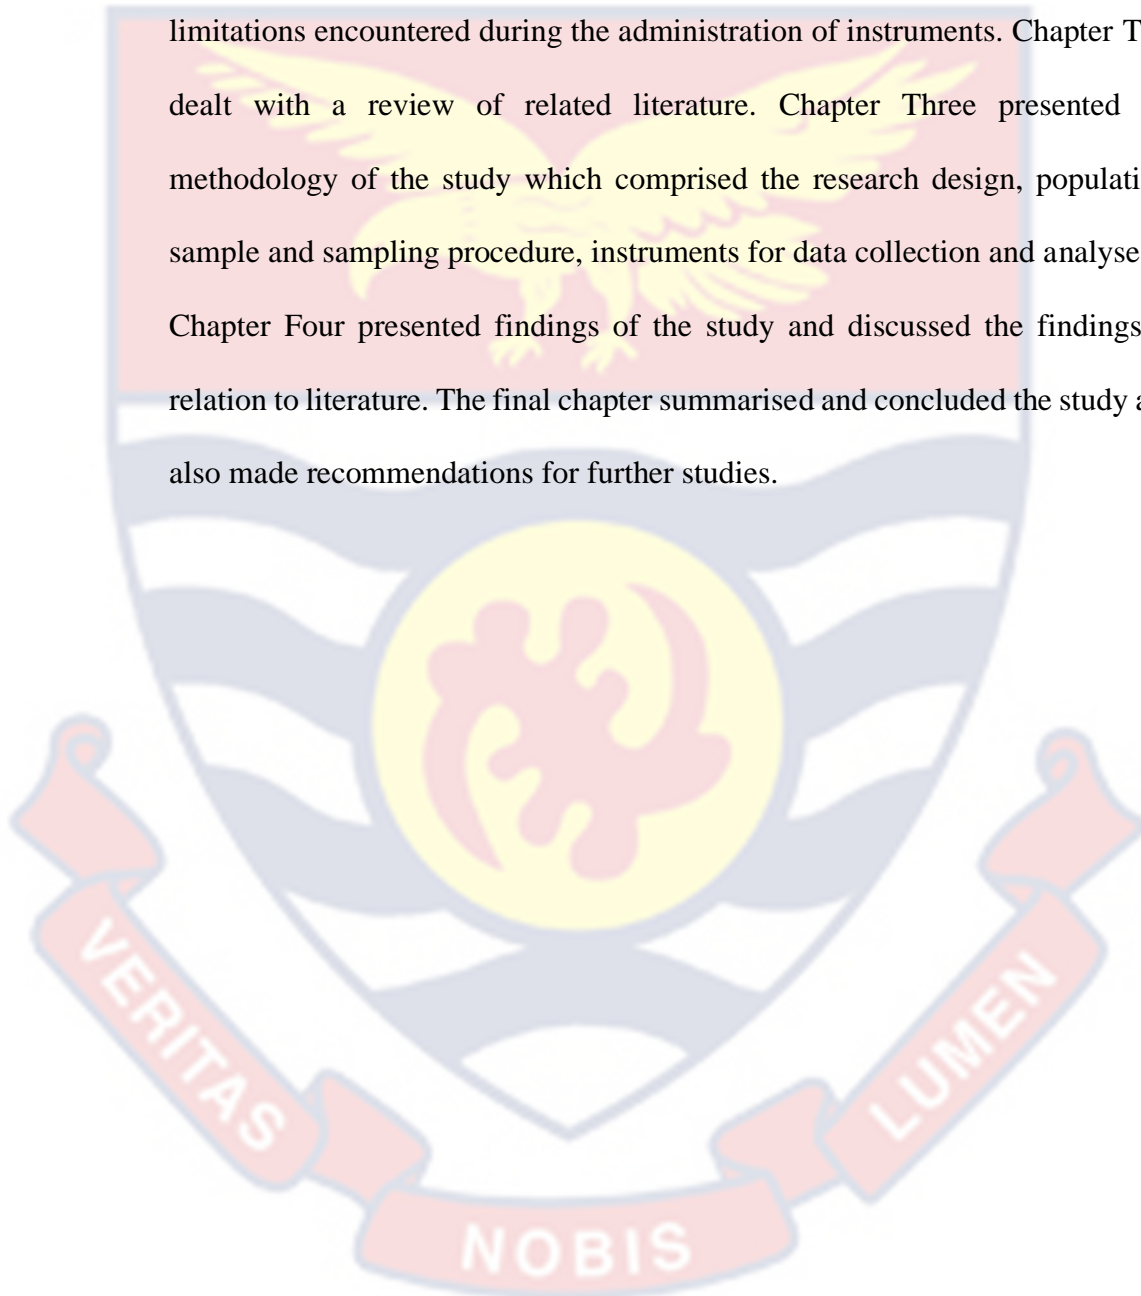 limitations encountered during the administration of instruments. Chapter T
dealt with a review of related literature. Chapter Three presented
methodology of the study which comprised the research design, populati
sample and sampling procedure, instruments for data collection and analyse
Chapter Four presented findings of the study and discussed the findings
relation to literature. The final chapter summarised and concluded the study a
also made recommendations for further studies.
VERITAS
NOBIS
LUMEN